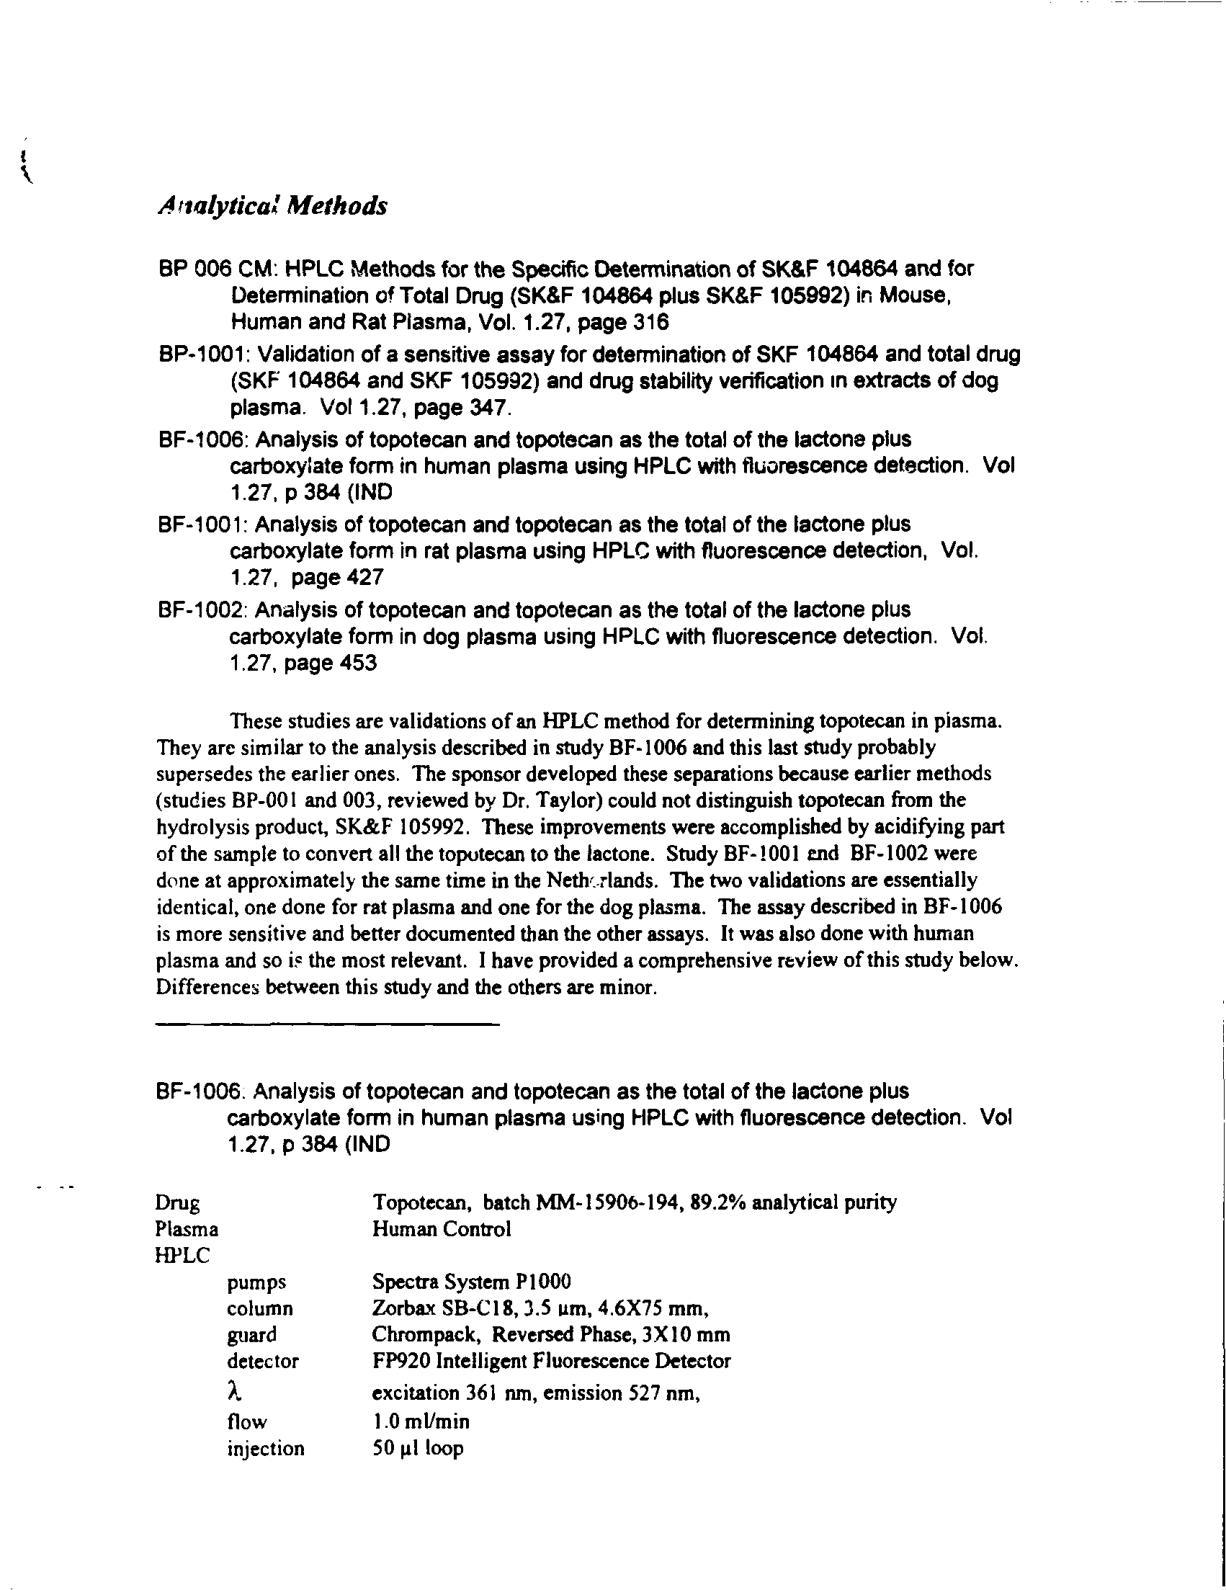 Analytical Methods
BP 006 CM: HPLC Methods for the Specific Determination of SK&F 104864 and for
Determination of Total Drug (SK&F 104864 plus SK&F 105992) in Mouse,
Human and Rat Plasma, Vol. 1.27, page 316
BP-1001: Validation of a sensitive assay for determination of SKF 104864 and total drug
(SKF 104864 and SKF 105992) and drug stability verification in extracts of dog
plasma. Vol 1.27, page 347.
BF-1006: Analysis of topotecan and topotecan as the total of the lactone plus
carboxylate form in human plasma using HPLC with fluorescence detection. Vol
1.27, p 384 (IND
BF-1001: Analysis of topotecan and topotecan as the total of the lactone plus
carboxylate form in rat plasma using HPLC with fluorescence detection, Vol.
1.27, page 427
BF-1002: Analysis of topotecan and topotecan as the total of the lactone plus
carboxylate form in dog plasma using HPLC with fluorescence detection. Vol.
1.27, page 453
These studies are validations of an HPLC method for determining topotecan in plasma.
They are similar to the analysis described in study BF-1006 and this last study probably
supersedes the earlier ones. The sponsor developed these separations because earlier methods
(studies BP-001 and 003, reviewed by Dr. Taylor) could not distinguish topotecan from the
hydrolysis product, SK&F 105992. These improvements were accomplished by acidifying part
of the sample to convert all the topotecan to the lactone. Study BF-1001 and BF-1002 were
done at approximately the same time in the Netherlands. The two validations are essentially
identical, one done for rat plasma and one for the dog plasma. The assay described in BF-1006
is more sensitive and better documented than the other assays. It was also done with human
plasma and so is the most relevant. I have provided a comprehensive review of this study below.
Differences between this study and the others are minor.
BF-1006. Analysis of topotecan and topotecan as the total of the lactone plus
carboxylate form in human plasma using HPLC with fluorescence detection. Vol
1.27, p 384 (IND
Drug Topotecan, batch MM-15906-194, 89.2% analytical purity
Plasma Human Control
HPLC
pumps Spectra System P1000
column Zorbax SB-C18, 3.5 um, 4.6X75 mm,
guard Chrompack, Reversed Phase, 3X10 mm
detector FP920 Intelligent Fluorescence Detector
λ excitation 361 nm, emission 527 nm,
flow 1.0 ml/min
injection 50 µl loop